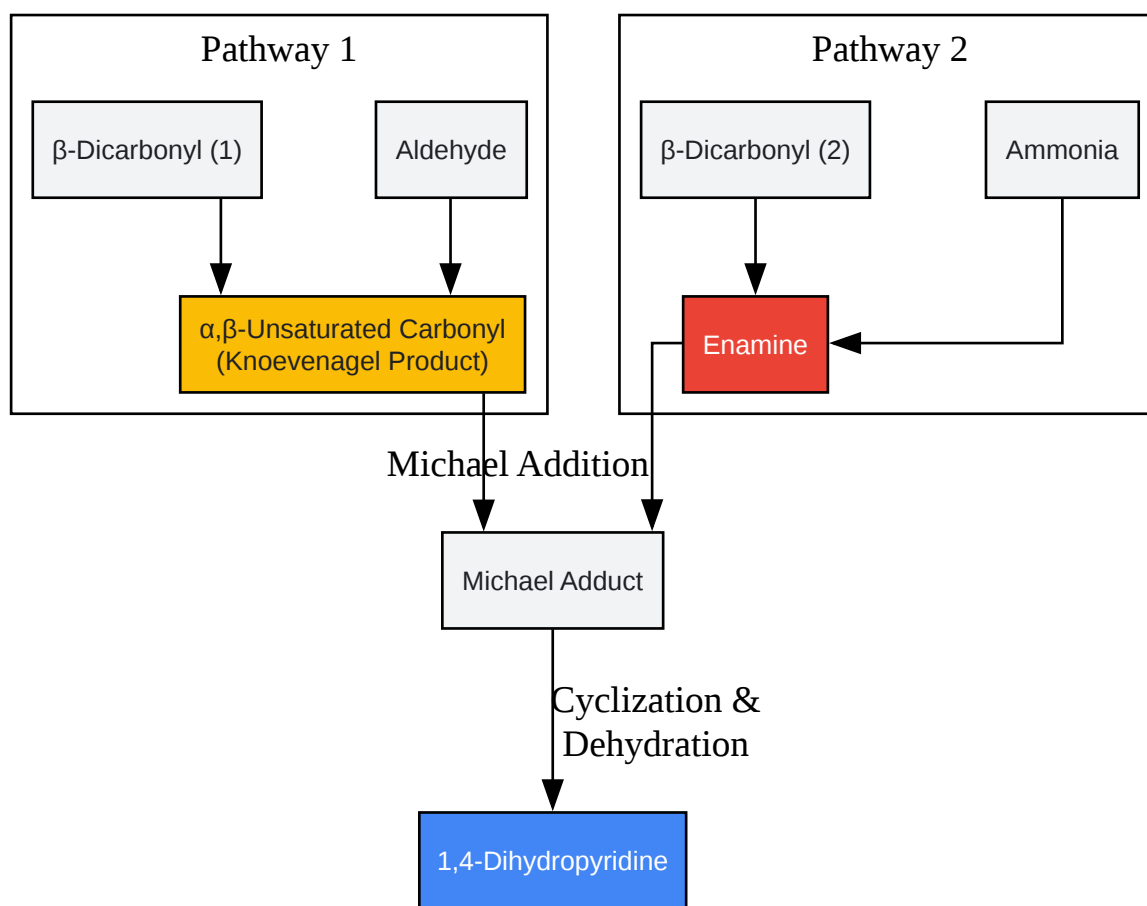 Pathway 1
Pathway 2
β-Dicarbonyl (1)
Aldehyde
β-Dicarbonyl (2)
Ammonia
α,β-Unsaturated Carbonyl
(Knoevenagel Product)
Enamine
Michael Addition
Michael Adduct
Cyclization &
Dehydration
1,4-Dihydropyridine